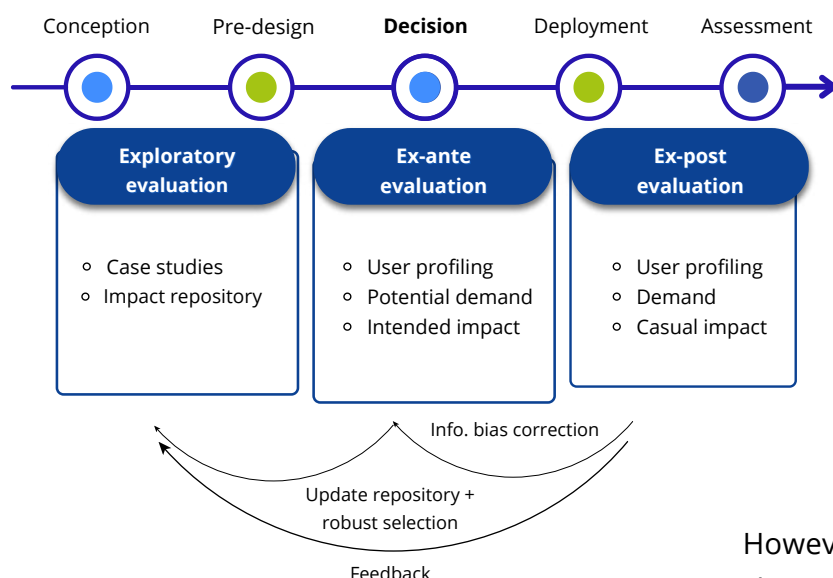 Conception
Pre-design
Decision
Deployment
Assessment
Exploratory
evaluation
Case studies
Impact repository
Ex-ante
evaluation
User profiling
Potential demand
Intended impact
Ex-post
evaluation
User profiling
Demand
Casual impact
Info. bias correction
Update repository +
robust selection
Feedback